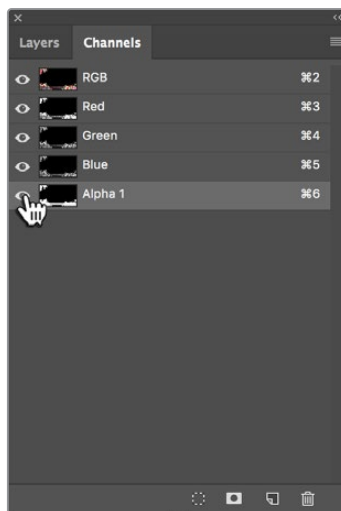 Layers Channels
RGB ⌘2
Red ⌘3
Green ⌘4
Blue ⌘5
Alpha 1 ⌘6